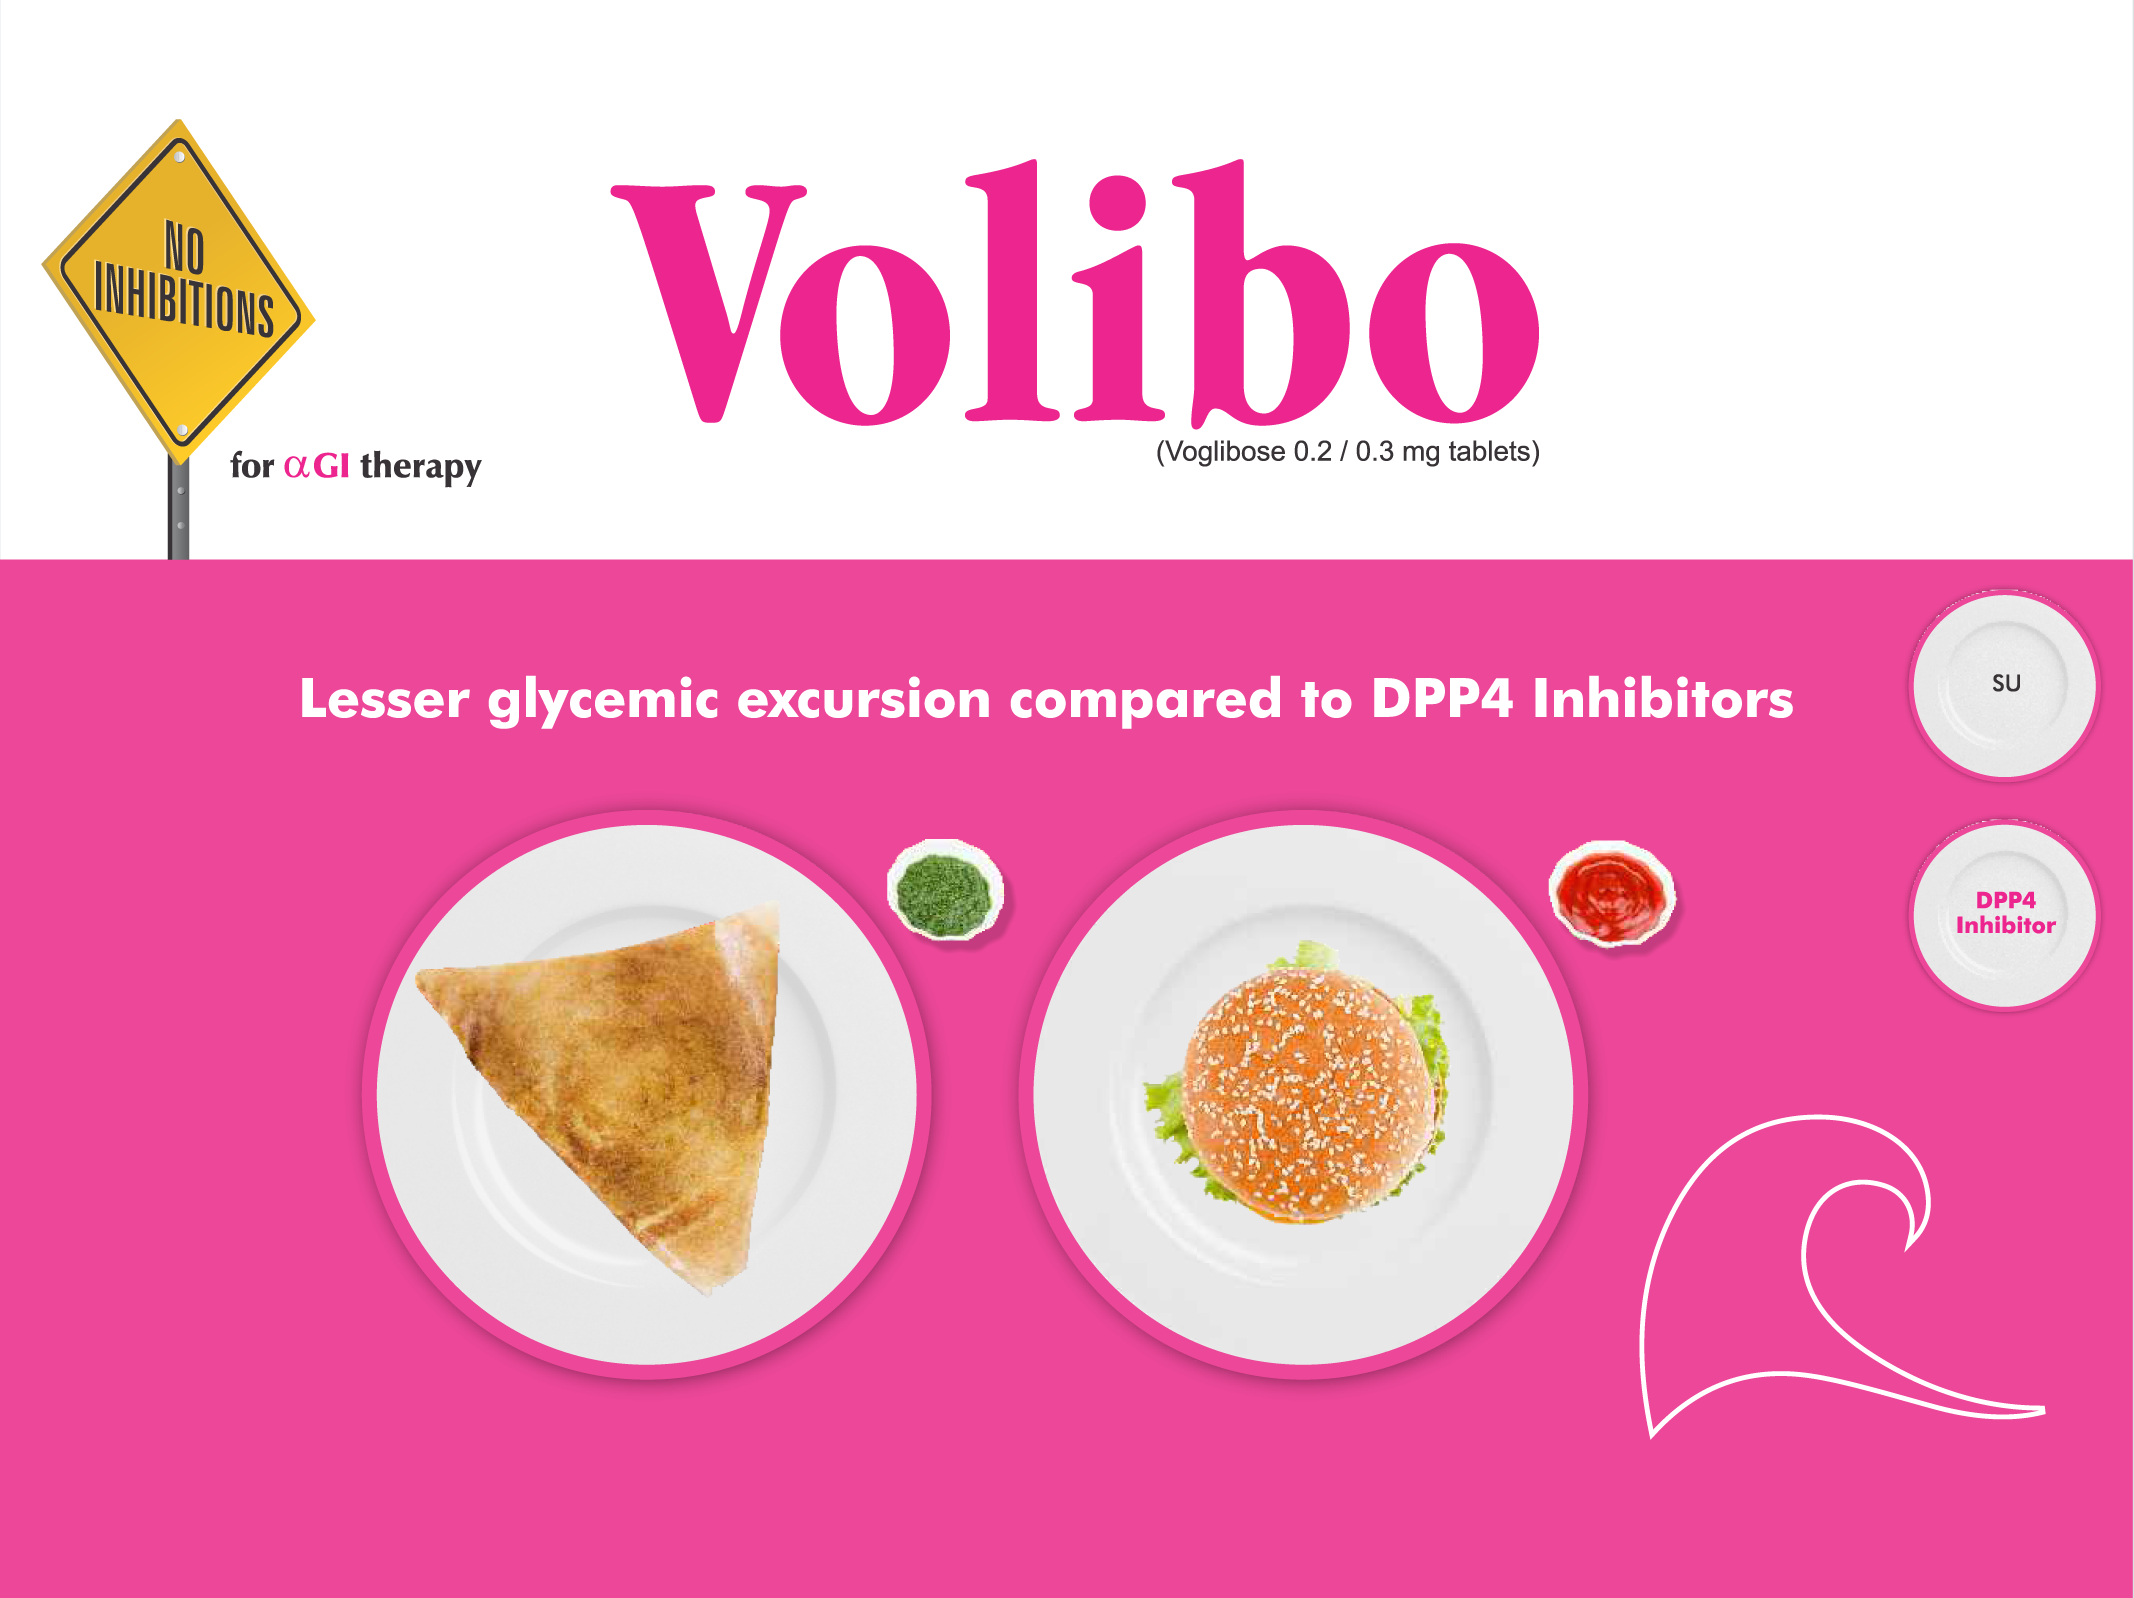 NO
INHIBITIONS
for αGI therapy
Volibo
(Voglibose 0.2 / 0.3 mg tablets)
Lesser glycemic excursion compared to DPP4 Inhibitors
SU
DPP4
Inhibitor